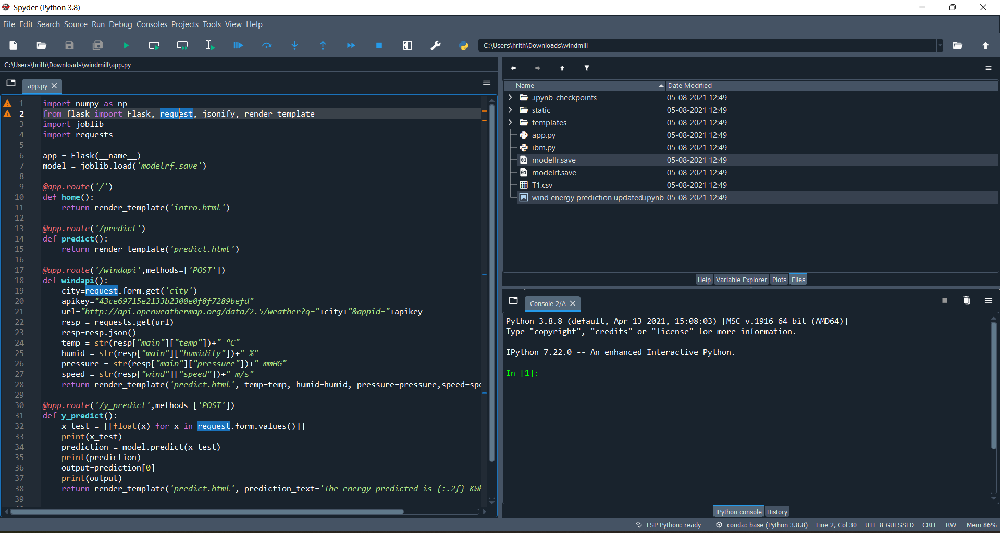 Spyder (Python 3.8)
File Edit Search Source Run Debug Consoles Projects Tools View Help
C:\Users\hrith\Downloads\windmill
C:\Users\hrith\Downloads\windmill\app.py
app.py
1 import numpy as np
2 from flask import Flask, request, jsonify, render_template
3 import joblib
4 import requests
5
6 app = Flask(__name__)
7 model = joblib.load('modelrf.save')
8
9 @app.route('/')
10 def home():
11     return render_template('intro.html')
12
13 @app.route('/predict')
14 def predict():
15     return render_template('predict.html')
16
17 @app.route('/windapi',methods=['POST'])
18 def windapi():
19     city=request.form.get('city')
20     apikey="43ce69715e2133b2300e0f8f7289befd"
21     url="http://api.openweathermap.org/data/2.5/weather?q="+city+"&appid="+apikey
22     resp = requests.get(url)
23     resp=resp.json()
24     temp = str(resp["main"]["temp"])+" °C"
25     humid = str(resp["main"]["humidity"])+" %"
26     pressure = str(resp["main"]["pressure"])+" mmHG"
27     speed = str(resp["wind"]["speed"])+" m/s"
28     return render_template('predict.html', temp=temp, humid=humid, pressure=pressure,speed=spe
29
30 @app.route('/y_predict',methods=['POST'])
31 def y_predict():
32     x_test = [[float(x) for x in request.form.values()]]
33     print(x_test)
34     prediction = model.predict(x_test)
35     print(prediction)
36     output=prediction[0]
37     print(output)
38     return render_template('predict.html', prediction_text='The energy predicted is {:.2f} KWh
39
Name Date Modified
.ipynb_checkpoints 05-08-2021 12:49
static 05-08-2021 12:49
templates 05-08-2021 12:49
app.py 05-08-2021 12:49
ibm.py 05-08-2021 12:49
modellr.save 05-08-2021 12:49
modelrf.save 05-08-2021 12:49
T1.csv 05-08-2021 12:49
wind energy prediction updated.ipynb 05-08-2021 12:49
Help Variable Explorer Plots Files
Console 2/A
Python 3.8.8 (default, Apr 13 2021, 15:08:03) [MSC v.1916 64 bit (AMD64)]
Type "copyright", "credits" or "license" for more information.
IPython 7.22.0 -- An enhanced Interactive Python.
In [1]:
IPython console History
LSP Python: ready conda: base (Python 3.8.8) Line 2, Col 30 UTF-8-GUESSED CRLF RW Mem 86%